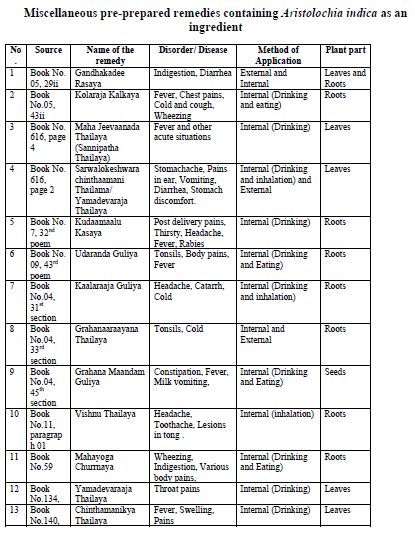 Miscellaneous pre-prepared remedies containing Aristolochia indica as an
ingredient
No . Source Name of the remedy Disorder/ Disease Method of Application Plant part
1 Book No. 05, 29ii Gandhakadee Rasaya Indigestion, Diarrhea External and Internal Leaves and Roots
2 Book No.05, 43ii Kolaraja Kalkaya Fever, Chest pains, Cold and cough, Wheezing Internal (Drinking and eating) Roots
3 Book No. 616, page 4 Maha Jeevaanada Thailaya (Sannipatha Thailaya) Fever and other acute situations Internal (Drinking) Leaves
4 Book No. 616, page 2 Sarwalokeshwara chinthaamani Thailama/ Yamadevaraja Thailaya Stomachache, Pains in ear, Vomiting, Diarrhea, Stomach discomfort. Internal (Drinking and inhalation) and External Leaves
5 Book No. 7, 32nd poem Kudaamaalu Kasaya Post delivery pains, Thirsty, Headache, Fever, Rabies Internal (Drinking) Roots
6 Book No. 09, 43rd poem Udaranda Guliya Tonsils, Body pains, Fever Internal (Drinking and Eating) Roots
7 Book No.04, 31st section Kaalaraaja Guliya Headache, Catarrh, Cold Internal (Drinking and inhalation) Roots
8 Book No.04, 33rd section Grahanaaraayana Thailaya Tonsils, Cold Internal and External Roots
9 Book No.04, 45th section Grahana Maandam Guliya Constipation, Fever, Milk vomiting, Internal (Drinking and Eating) Seeds
10 Book No.11, paragrap h 01 Vishnu Thailaya Headache, Toothache, Lesions in tong . Internal (inhalation) Roots
11 Book No.59 Mahayoga Churnaya Wheezing, Indigestion, Various body pains, Internal (Drinking and Eating) Roots
12 Book No.134, Yamadevaraaja Thailaya Throat pains Internal (Drinking) Leaves
13 Book No.140, Chinthamanikya Thailaya Fever, Swelling, Pains Internal (Drinking) Leaves